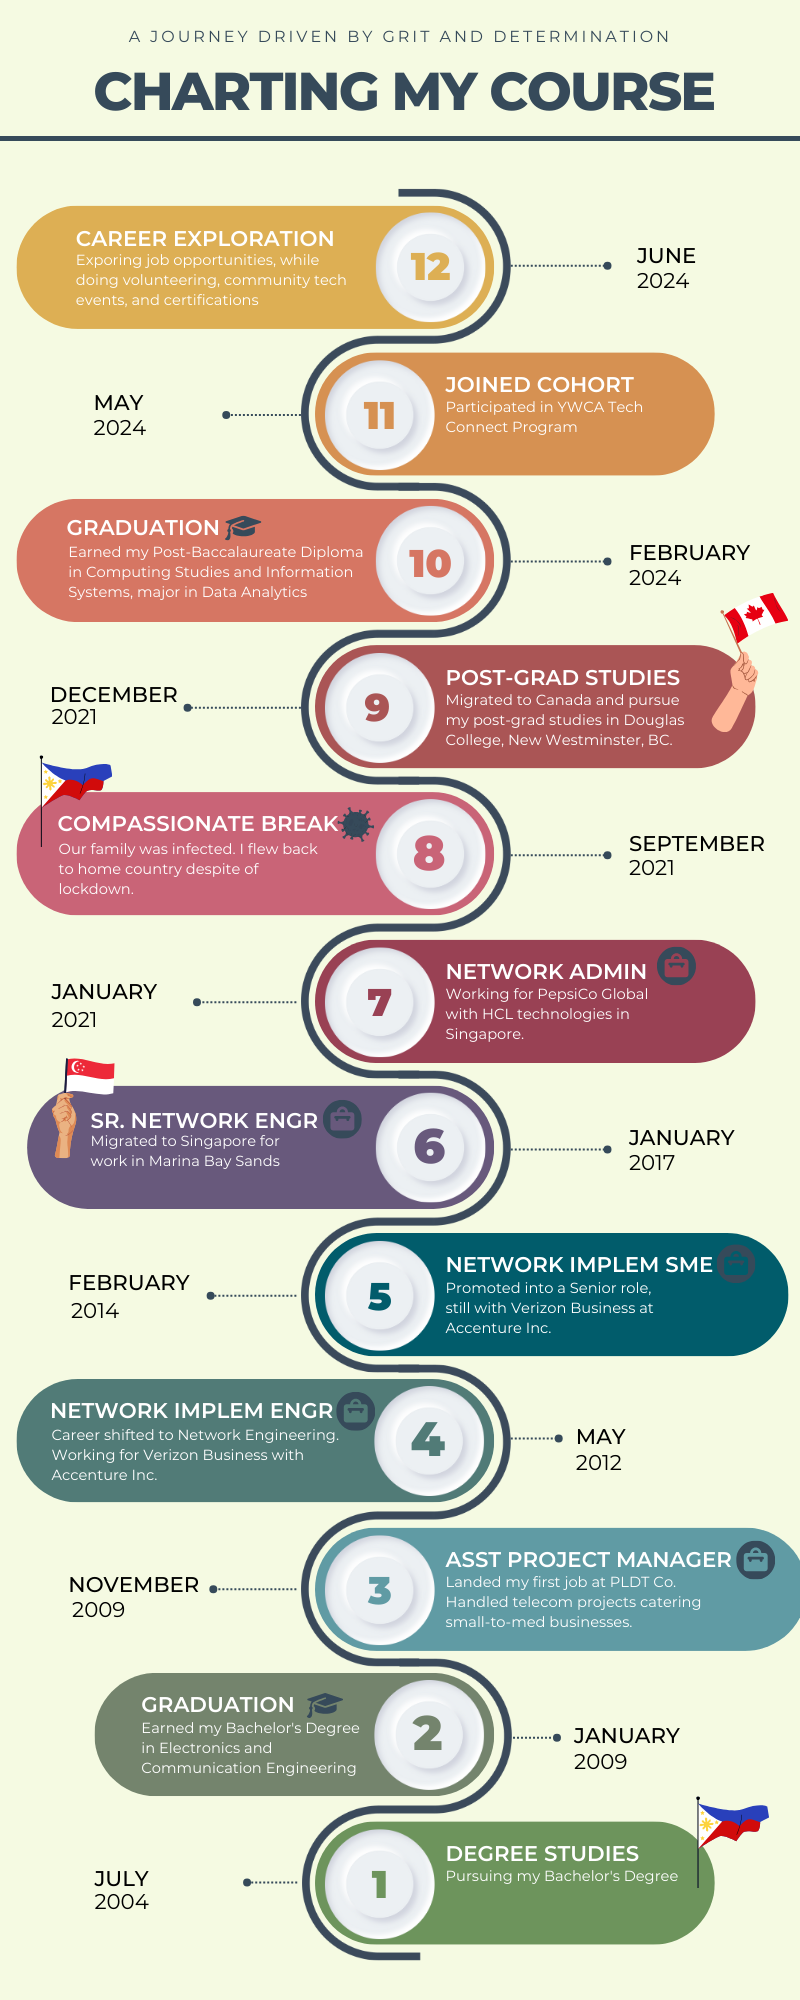 A JOURNEY DRIVEN BY GRIT AND DETERMINATION
CHARTING MY COURSE
CAREER EXPLORATION
Exporing job opportunities, while
doing volunteering, community tech
events, and certifications
12
JUNE
2024
MAY
2024
11
JOINED COHORT
Participated in YWCA Tech
Connect Program
GRADUATION
Earned my Post-Baccalaureate Diploma
in Computing Studies and Information
Systems, major in Data Analytics
10
FEBRUARY
2024
DECEMBER
2021
9
POST-GRAD STUDIES
Migrated to Canada and pursue
my post-grad studies in Douglas
College, New Westminster, BC.
COMPASSIONATE BREAK
Our family was infected. I flew back
to home country despite of
lockdown.
8
SEPTEMBER
2021
JANUARY
2021
7
NETWORK ADMIN
Working for PepsiCo Global
with HCL technologies in
Singapore.
SR. NETWORK ENGR
Migrated to Singapore for
work in Marina Bay Sands
6
JANUARY
2017
FEBRUARY
2014
5
NETWORK IMPLEM SME
Promoted into a Senior role,
still with Verizon Business at
Accenture Inc.
NETWORK IMPLEM ENGR
Career shifted to Network Engineering.
Working for Verizon Business with
Accenture Inc.
4
MAY
2012
NOVEMBER
2009
3
ASST PROJECT MANAGER
Landed my first job at PLDT Co.
Handled telecom projects catering
small-to-med businesses.
GRADUATION
Earned my Bachelor's Degree
in Electronics and
Communication Engineering
2
JANUARY
2009
JULY
2004
1
DEGREE STUDIES
Pursuing my Bachelor's Degree